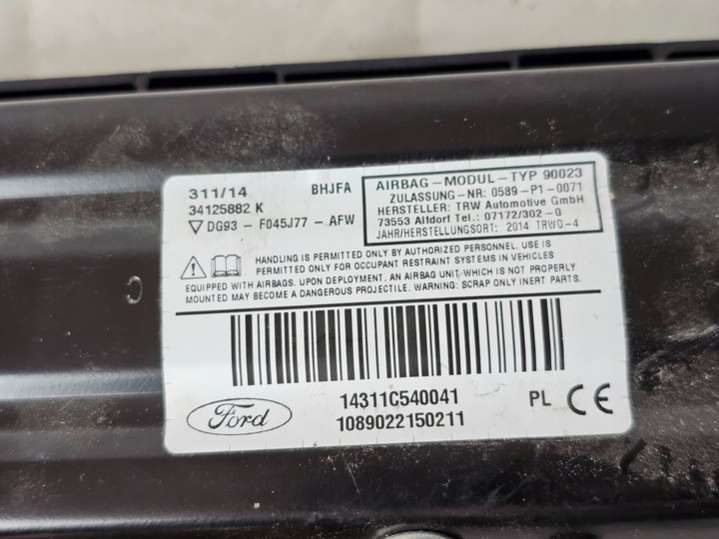 311/14 BHJFA
34125882 K
DG93 - F045J77 - AFW
AIRBAG-MODUL-TYP 90023
ZULASSUNG-NR: 0589-P1-0071
HERSTELLER: TRW Automotive GmbH
73553 Alfdorf Tel.: 07172/302-0
JAHR/HERSTELLUNGSORT: 2014 TRWO-4
HANDLING IS PERMITTED ONLY BY AUTHORIZED PERSONNEL. USE IS
PERMITTED ONLY FOR OCCUPANT RESTRAINT SYSTEMS IN VEHICLES
EQUIPPED WITH AIRBAGS. UPON DEPLOYMENT, AN AIRBAG UNIT WHICH IS NOT PROPERLY
MOUNTED MAY BECOME A DANGEROUS PROJECTILE. WARNING: SCRAP ONLY INERT PARTS.
Ford
14311C540041
1089022150211
PL CE